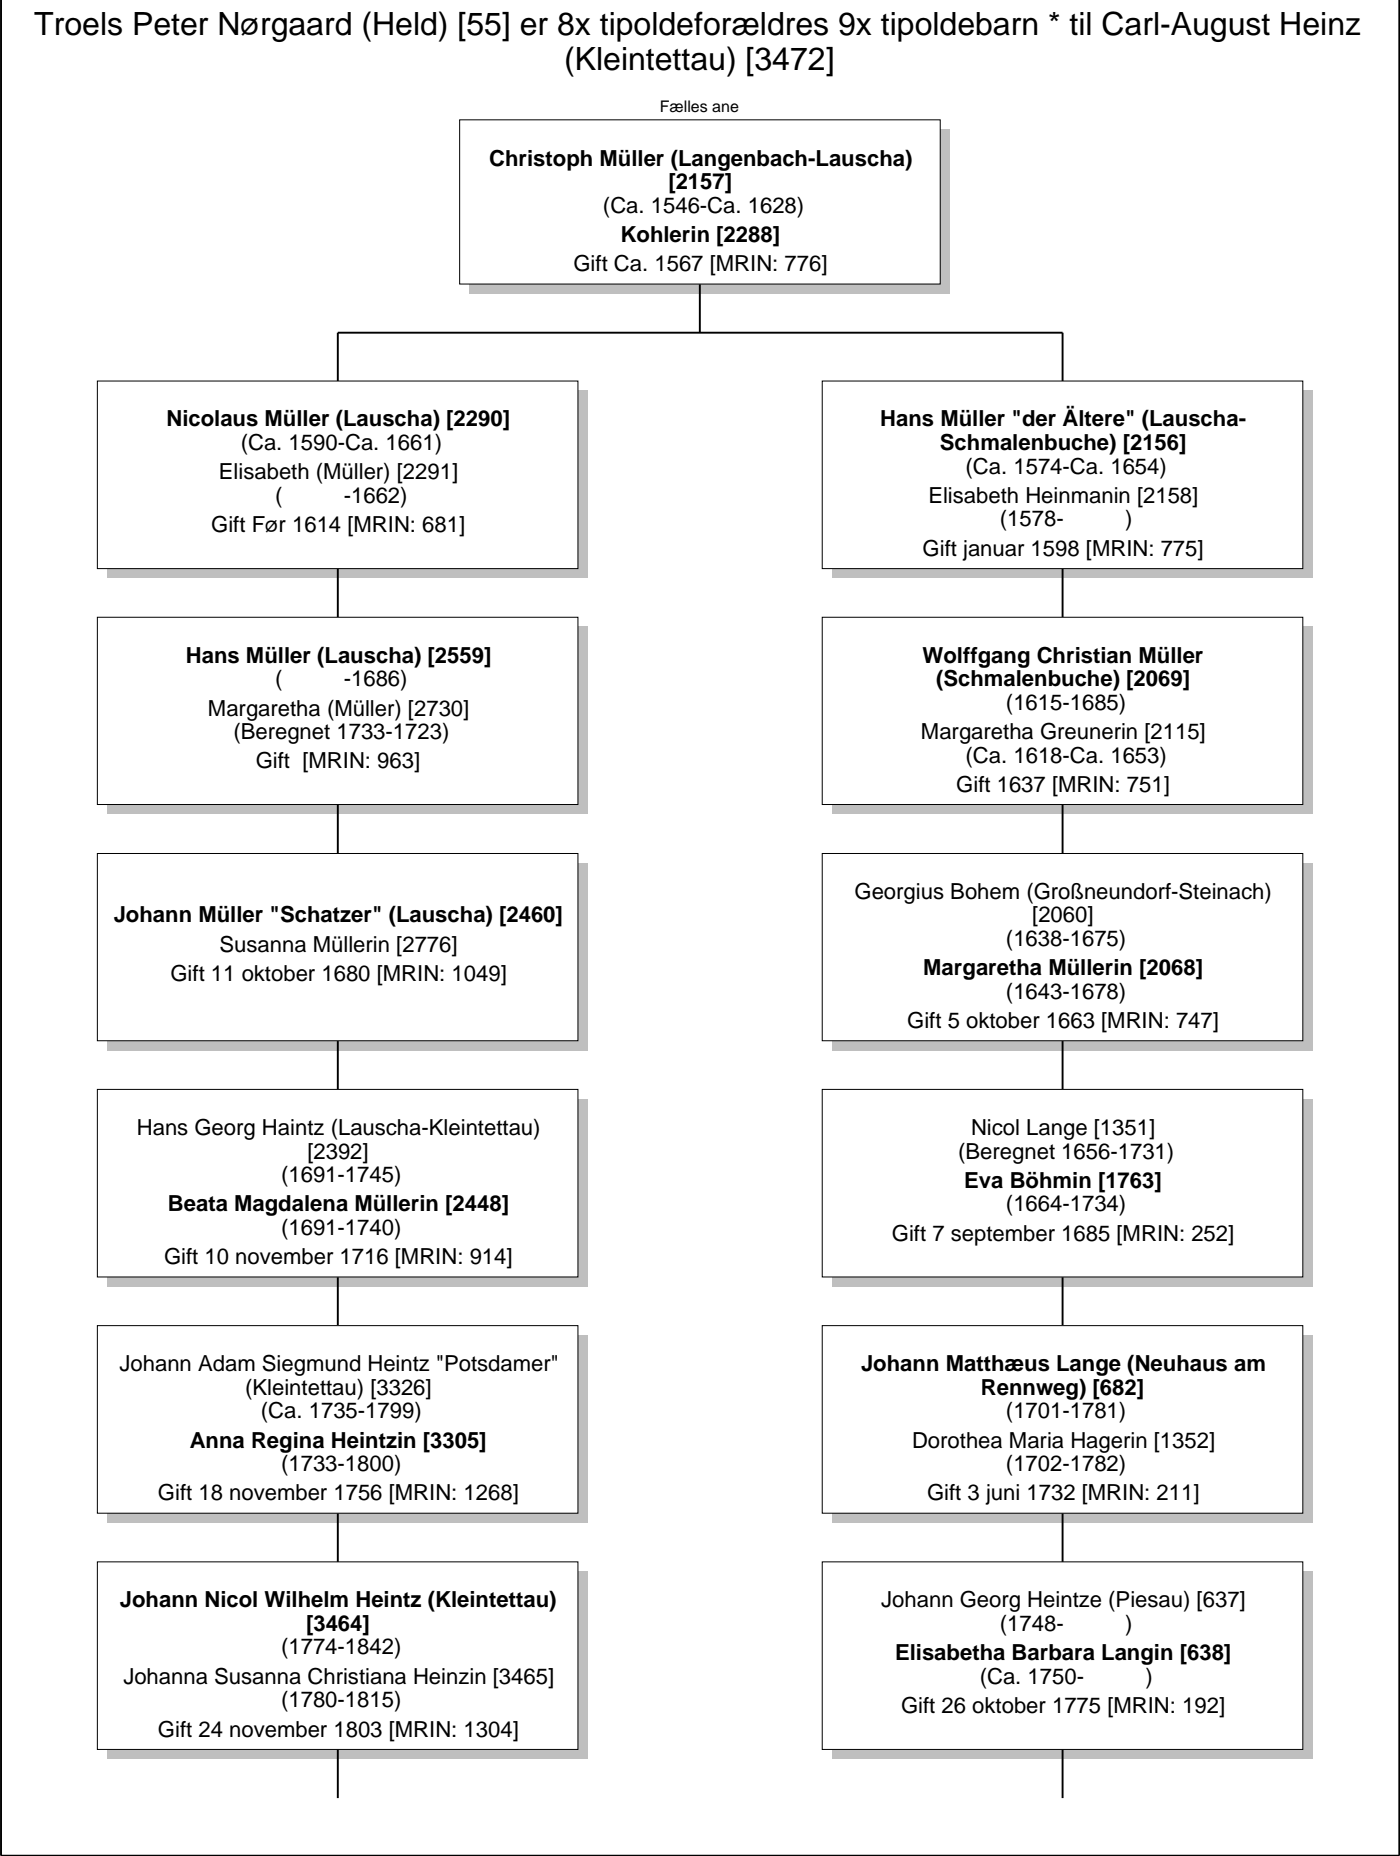 Troels Peter Nørgaard (Held) [55] er 8x tipoldeforældres 9x tipoldebarn * til Carl-August Heinz
(Kleintettau) [3472]
Fælles ane
Christoph Müller (Langenbach-Lauscha)
[2157]
(Ca. 1546-Ca. 1628)
Kohlerin [2288]
Gift Ca. 1567 [MRIN: 776]
Nicolaus Müller (Lauscha) [2290]
(Ca. 1590-Ca. 1661)
Elisabeth (Müller) [2291]
( -1662)
Gift Før 1614 [MRIN: 681]
Hans Müller "der Ältere" (Lauscha-
Schmalenbuche) [2156]
(Ca. 1574-Ca. 1654)
Elisabeth Heinmanin [2158]
(1578- )
Gift januar 1598 [MRIN: 775]
Hans Müller (Lauscha) [2559]
( -1686)
Margaretha (Müller) [2730]
(Beregnet 1733-1723)
Gift [MRIN: 963]
Wolffgang Christian Müller
(Schmalenbuche) [2069]
(1615-1685)
Margaretha Greunerin [2115]
(Ca. 1618-Ca. 1653)
Gift 1637 [MRIN: 751]
Johann Müller "Schatzer" (Lauscha) [2460]
Susanna Müllerin [2776]
Gift 11 oktober 1680 [MRIN: 1049]
Georgius Bohem (Großneundorf-Steinach)
[2060]
(1638-1675)
Margaretha Müllerin [2068]
(1643-1678)
Gift 5 oktober 1663 [MRIN: 747]
Hans Georg Haintz (Lauscha-Kleintettau)
[2392]
(1691-1745)
Beata Magdalena Müllerin [2448]
(1691-1740)
Gift 10 november 1716 [MRIN: 914]
Nicol Lange [1351]
(Beregnet 1656-1731)
Eva Böhmin [1763]
(1664-1734)
Gift 7 september 1685 [MRIN: 252]
Johann Adam Siegmund Heintz "Potsdamer"
(Kleintettau) [3326]
(Ca. 1735-1799)
Anna Regina Heintzin [3305]
(1733-1800)
Gift 18 november 1756 [MRIN: 1268]
Johann Matthæus Lange (Neuhaus am
Rennweg) [682]
(1701-1781)
Dorothea Maria Hagerin [1352]
(1702-1782)
Gift 3 juni 1732 [MRIN: 211]
Johann Nicol Wilhelm Heintz (Kleintettau)
[3464]
(1774-1842)
Johanna Susanna Christiana Heinzin [3465]
(1780-1815)
Gift 24 november 1803 [MRIN: 1304]
Johann Georg Heintze (Piesau) [637]
(1748- )
Elisabetha Barbara Langin [638]
(Ca. 1750- )
Gift 26 oktober 1775 [MRIN: 192]